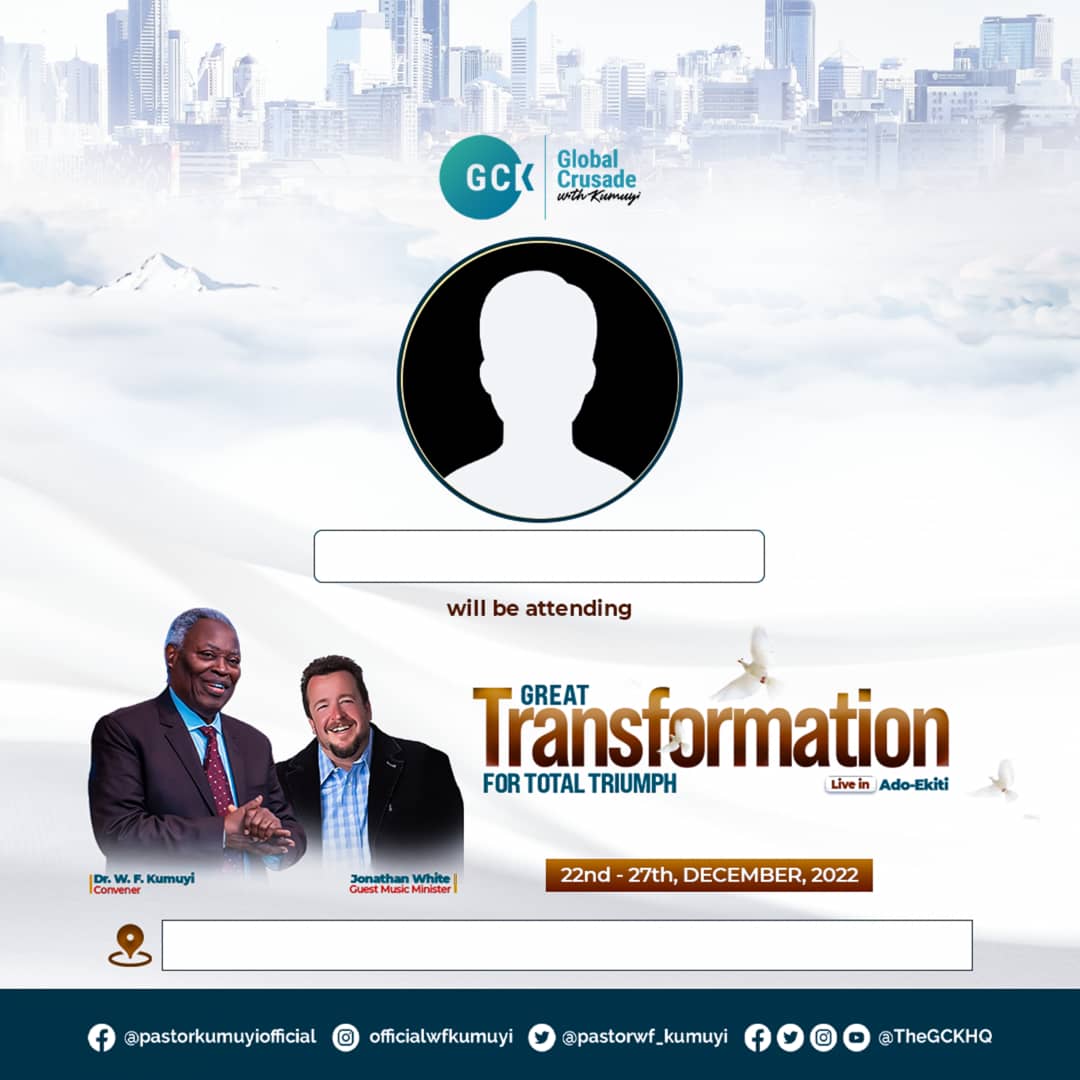 GCK
Global
Crusade
with Kumuyi
will be attending
GREAT
Transformation
FOR TOTAL TRIUMPH
Live in Ado-Ekiti
Dr. W. F. Kumuyi
Convener
Jonathan White
Guest Music Minister
22nd - 27th, DECEMBER, 2022
@pastorkumuyiofficial officialwfkumuyi @pastorwf_kumuyi @TheGCKHQ